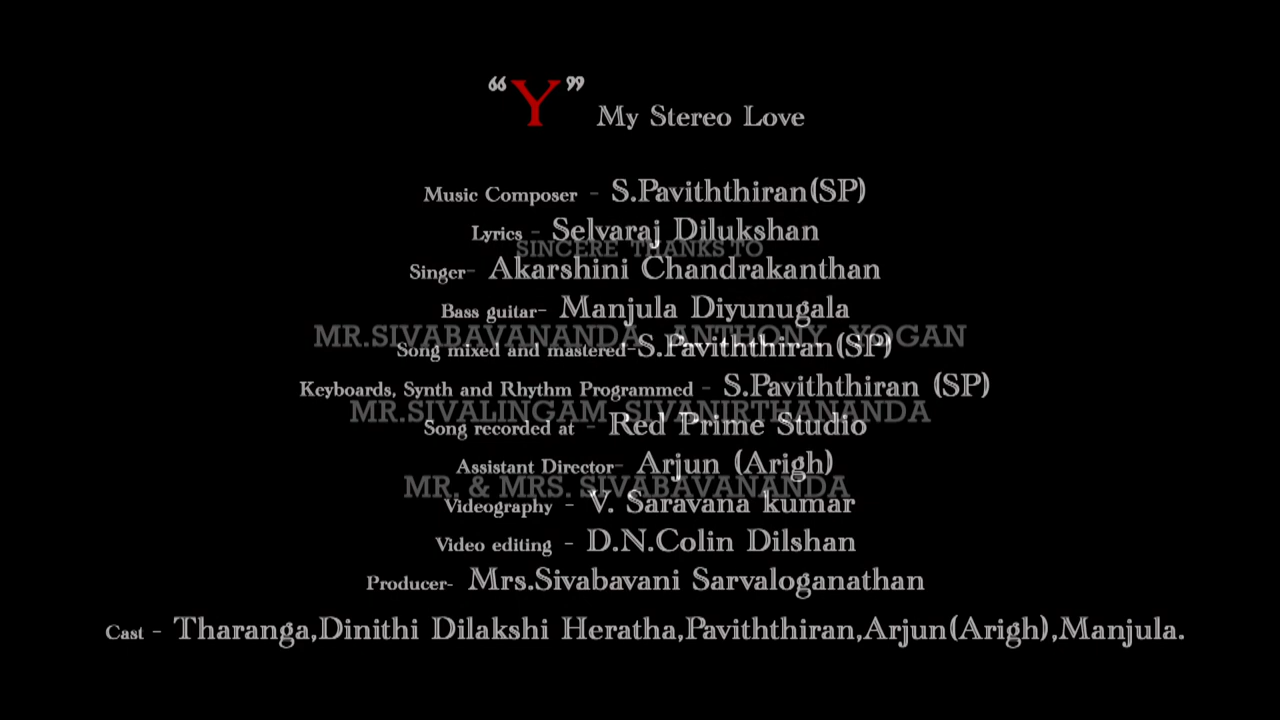 “Y” My Stereo Love
Music Composer - S.Paviththiran(SP)
Lyrics - Selvaraj Dilukshan
SINCERE THANKS TO
Singer- Akarshini Chandrakanthan
Bass guitar- Manjula Diyunugala
MR.SIVABAVANANDA ANTHONY YOGAN
Song mixed and mastered-S.Paviththiran(SP)
Keyboards, Synth and Rhythm Programmed - S.Paviththiran (SP)
MR.SIVALINGAM SIVANIRTHANANDA
Song recorded at - Red Prime Studio
Assistant Director- Arjun (Arigh)
MR. & MRS. SIVABAVANANDA
Videography - V. Saravana kumar
Video editing - D.N.Colin Dilshan
Producer- Mrs.Sivabavani Sarvaloganathan
Cast - Tharanga,Dinithi Dilakshi Heratha,Paviththiran,Arjun(Arigh),Manjula.